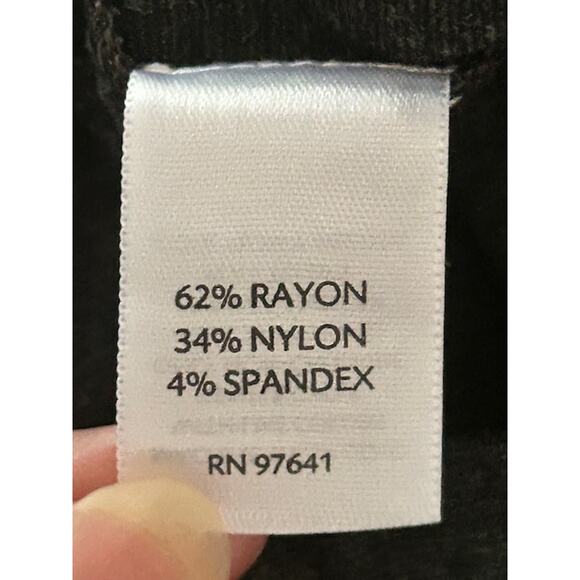 62% RAYON
34% NYLON
4% SPANDEX
RN 97641